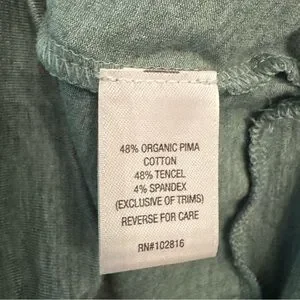 48% ORGANIC PIMA
COTTON
48% TENCEL
4% SPANDEX
(EXCLUSIVE OF TRIMS)
REVERSE FOR CARE
RN#102816